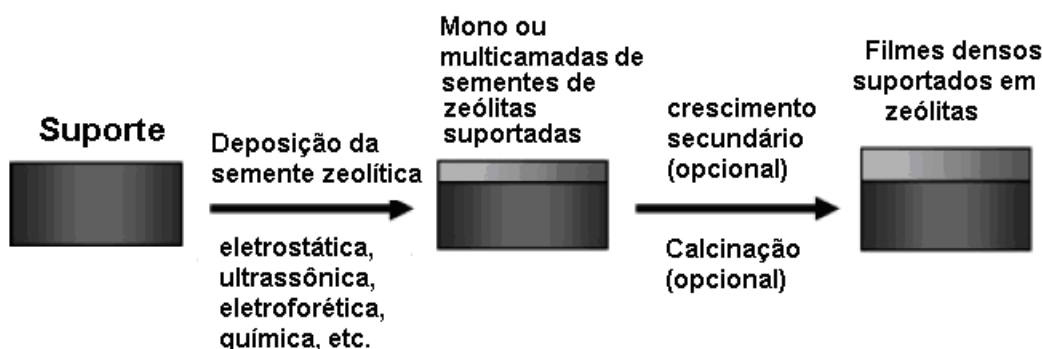 Suporte
Deposição da
semente zeolítica
eletrostática,
ultrassônica,
eletroforética,
química, etc.
Mono ou
multicamadas de
sementes de
zeólitas
suportadas
crescimento
secundário
(opcional)
Calcinação
(opcional)
Filmes densos
suportados em
zeólitas